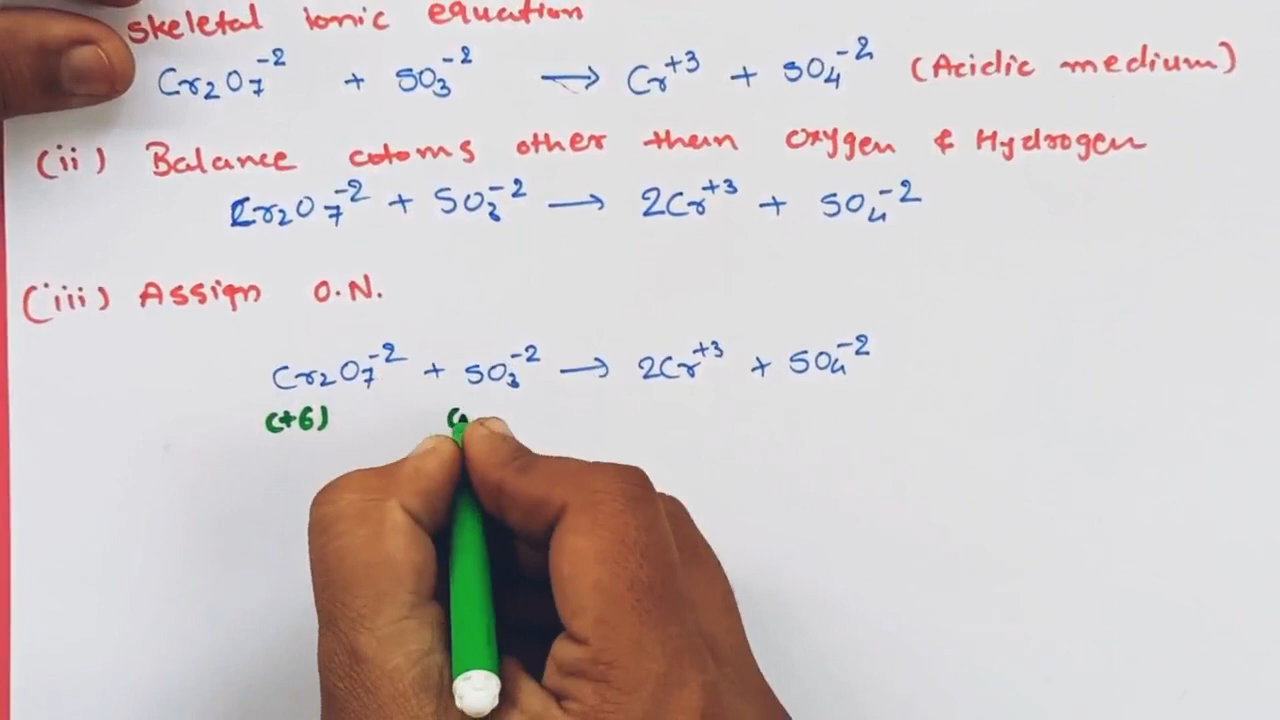 skeletal ionic equation
Cr₂O₇⁻² + SO₃⁻² → Cr⁺³ + SO₄⁻² (Acidic medium)
(ii) Balance atoms other than oxygen & Hydrogen
Cr₂O₇⁻² + SO₃⁻² → 2Cr⁺³ + SO₄⁻²
(iii) Assign O.N.
Cr₂O₇⁻² + SO₃⁻² → 2Cr⁺³ + SO₄⁻²
(+6) (